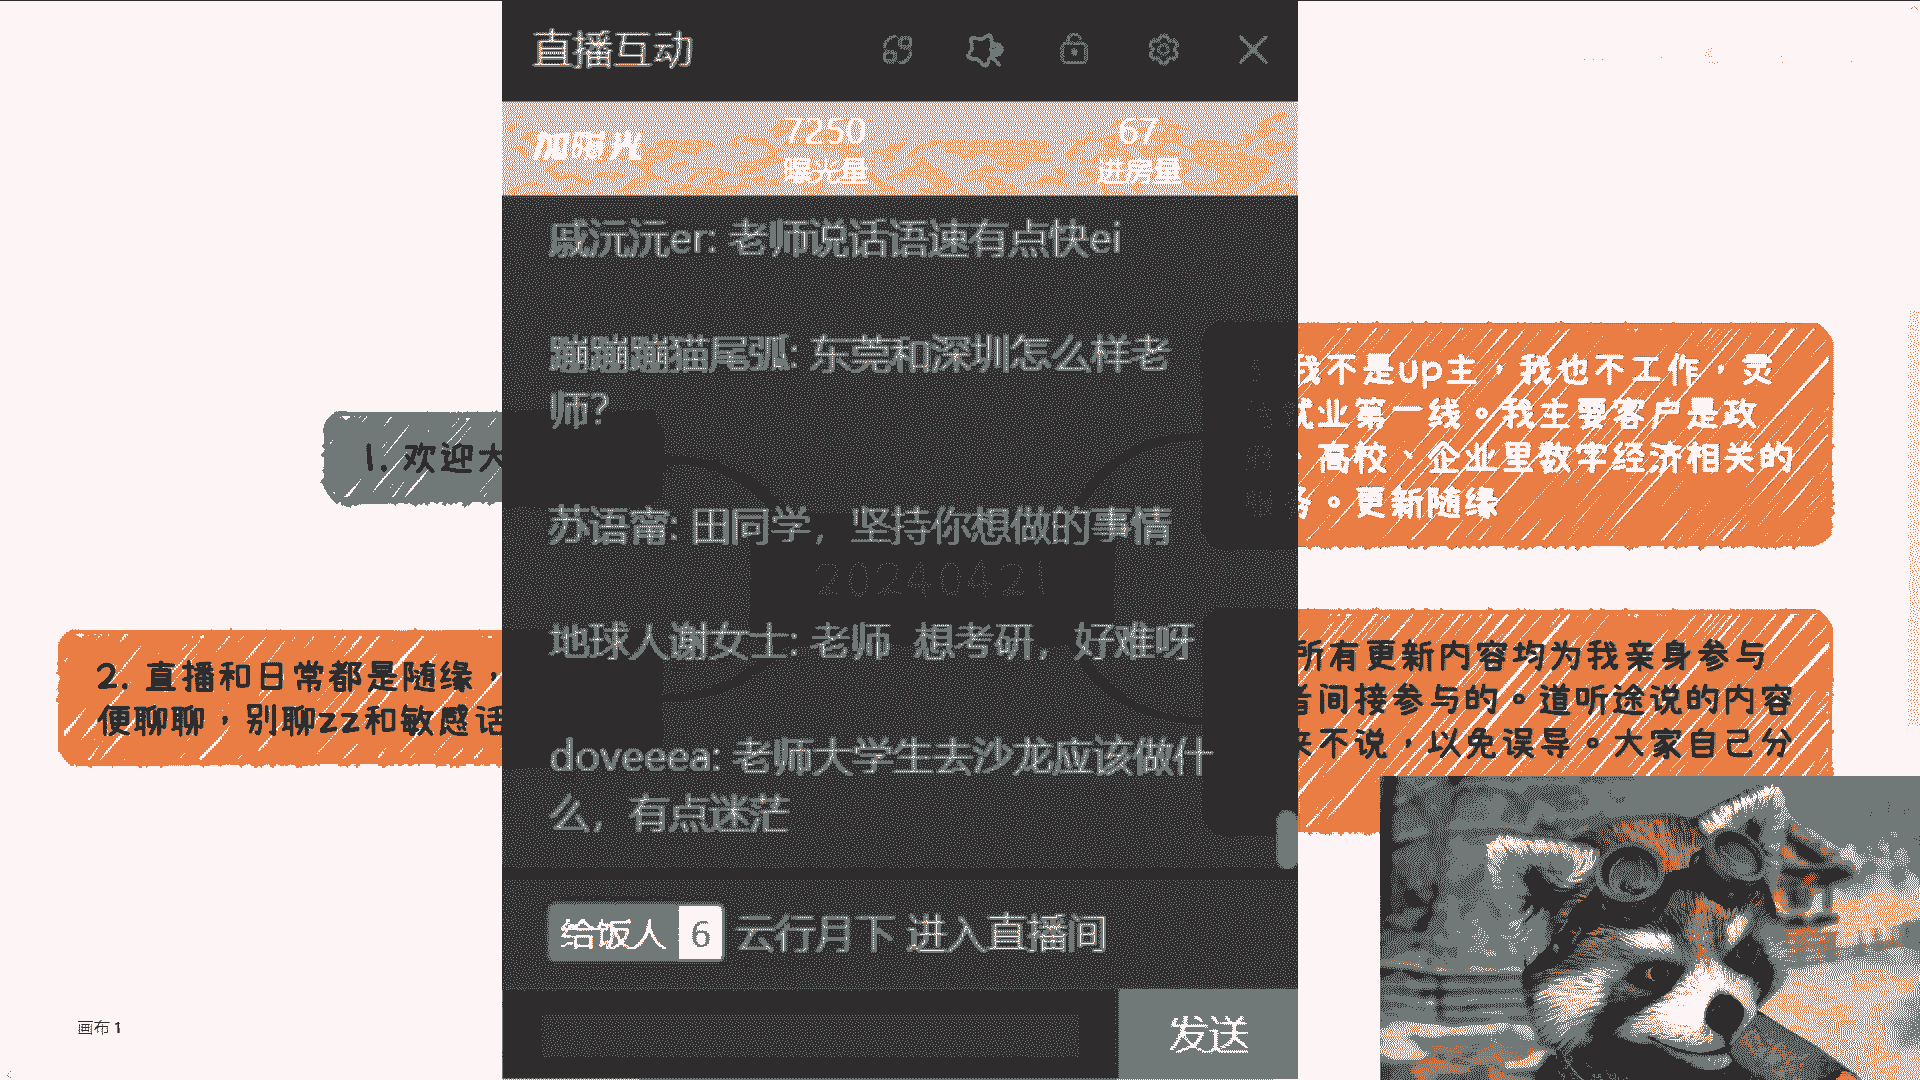 直播互动
加曝光
7250
曝光量
67
进房量
戚沅沅er: 老师说话语速有点快ei
蹦蹦蹦猫尾弧: 东莞和深圳怎么样老
师?
苏语甯: 田同学，坚持你想做的事情
20240421
地球人谢女士: 老师 想考研，好难呀
doveeea: 老师大学生去沙龙应该做什
么，有点迷茫
给饭人 6 云行月下 进入直播间
发送
1. 欢迎大
2. 直播和日常都是随缘，
便聊聊，别聊zz和敏感话
我不是up主，我也不工作，灵
就业第一线。我主要客户是政
、高校、企业里数字经济相关的
务。更新随缘
所有更新内容均为我亲身参与
者间接参与的。道听途说的内容
来不说，以免误导。大家自己分
画布 1